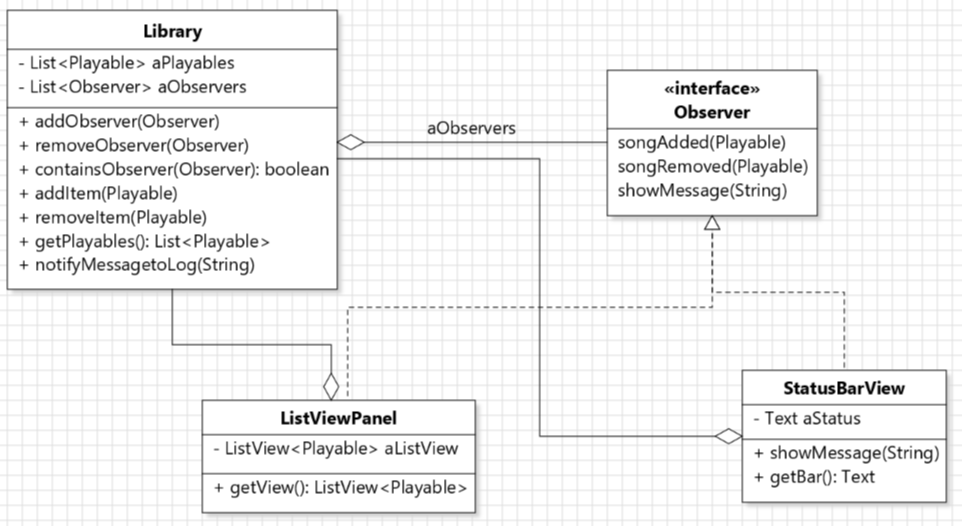 Library
- List<Playable> aPlayables
- List<Observer> aObservers
+ addObserver(Observer)
+ removeObserver(Observer)
+ containsObserver(Observer): boolean
+ addItem(Playable)
+ removeItem(Playable)
+ getPlayables(): List<Playable>
+ notifyMessagetoLog(String)
aObservers
«interface»
Observer
songAdded(Playable)
songRemoved(Playable)
showMessage(String)
ListViewPanel
- ListView<Playable> aListView
+ getView(): ListView<Playable>
StatusBarView
- Text aStatus
+ showMessage(String)
+ getBar(): Text